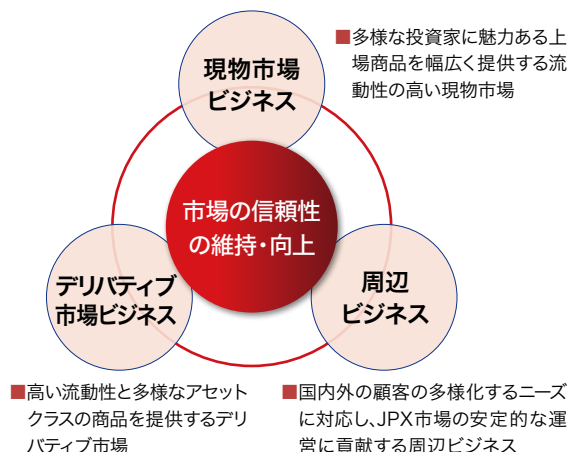 現物市場
ビジネス
■多様な投資家に魅力ある上
場商品を幅広く提供する流
動性の高い現物市場
市場の信頼性
の維持・向上
デリバティブ
市場ビジネス
周辺
ビジネス
■高い流動性と多様なアセット
クラスの商品を提供するデリ
バティブ市場
■国内外の顧客の多様化するニーズ
に対応し、JPX市場の安定的な運
営に貢献する周辺ビジネス